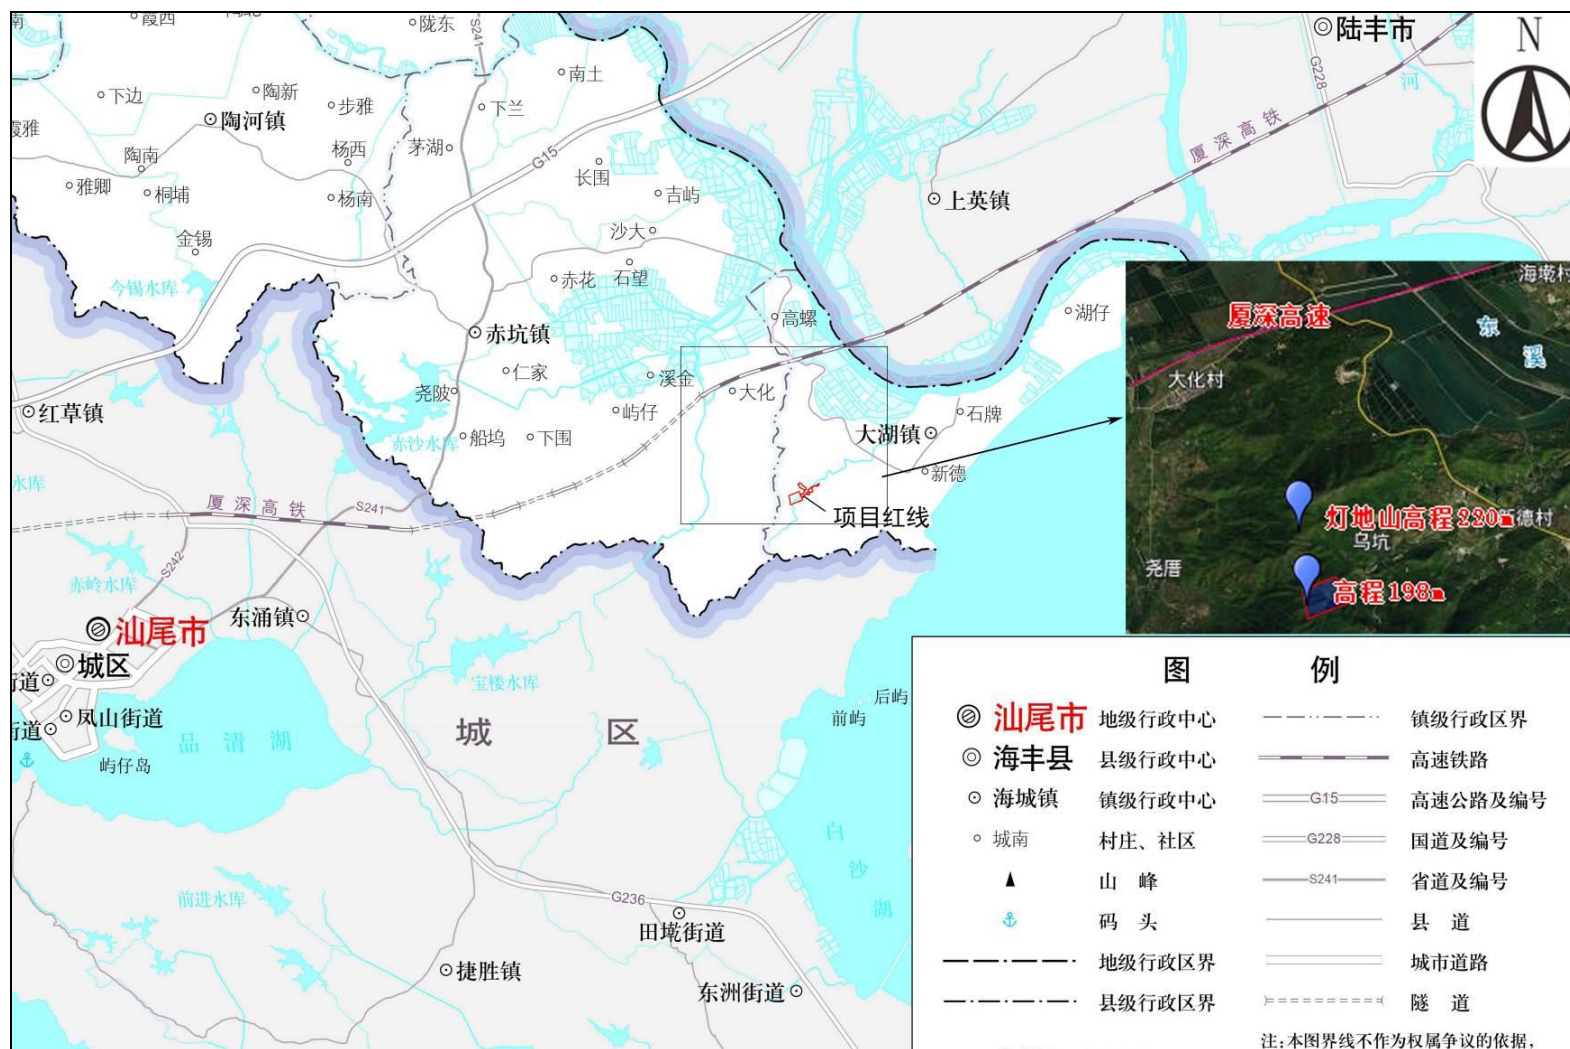 霞西
陇东
S241
陆丰市
N
G228
河
南土
下边
陶新
步雅
下兰
陶河镇
霞雅
茅湖
G15
厦深高铁
陶南
杨西
长围
雅卿
桐埔
杨南
吉屿
上英镇
金锡
沙大
今锡水库
赤花
石望
高螺
湖仔
赤坑镇
仁家
溪金
大化
尧陂
屿仔
石牌
红草镇
赤沙水库
船坞
下围
大湖镇
新德
水库
厦深高铁
S241
项目红线
S242
赤岭水库
东涌镇
汕尾市
城区
街道
凤山街道
街道
品清湖
屿仔岛
宝楼水库
城区
后屿
前屿
白沙湖
前进水库
G236
田墘街道
捷胜镇
东洲街道
海墘村
厦深高速
东溪
大化村
灯地山高程220m
新德村
乌坑
尧厝
高程198m
图 例
汕尾市 地级行政中心 镇级行政区界
海丰县 县级行政中心 高速铁路
海城镇 镇级行政中心 G15 高速公路及编号
城南 村庄、社区 G228 国道及编号
山 峰 S241 省道及编号
码 头 县 道
地级行政区界 城市道路
县级行政区界 隧 道
注:本图界线不作为权属争议的依据,